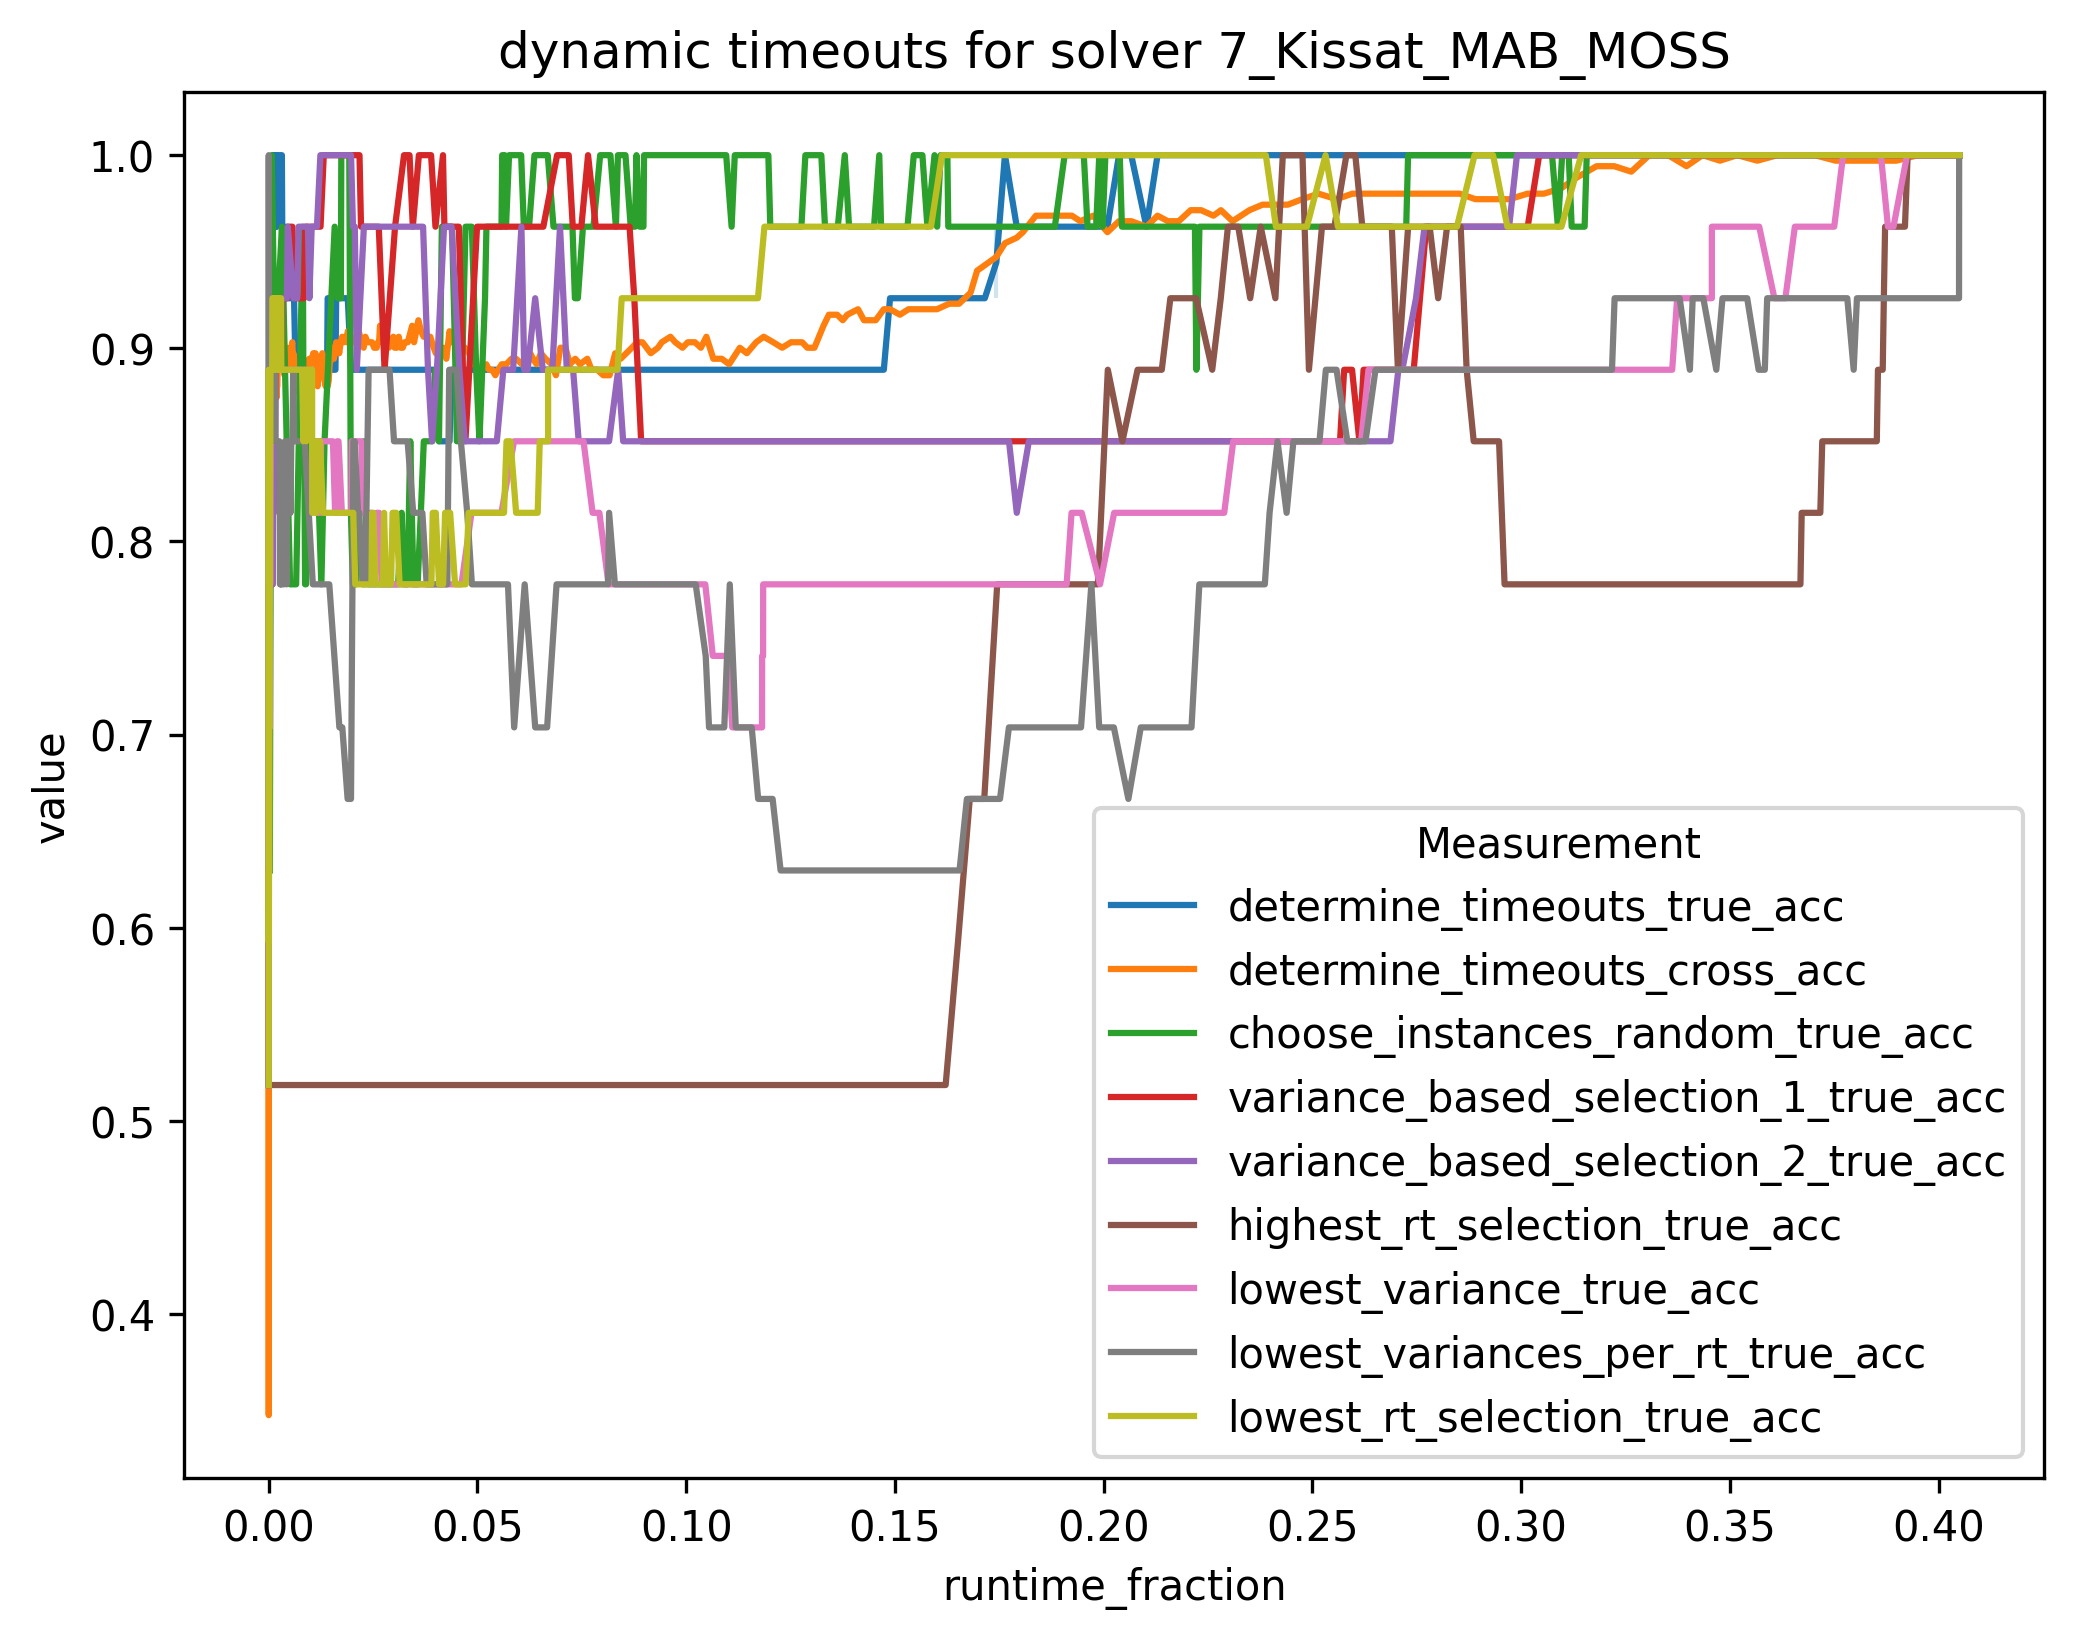 dynamic timeouts for solver 7_Kissat_MAB_MOSS
1.0
0.9
0.8
0.7
0.6
0.5
0.4
value
Measurement
determine_timeouts_true_acc
determine_timeouts_cross_acc
choose_instances_random_true_acc
variance_based_selection_1_true_acc
variance_based_selection_2_true_acc
highest_rt_selection_true_acc
lowest_variance_true_acc
lowest_variances_per_rt_true_acc
lowest_rt_selection_true_acc
0.00 0.05 0.10 0.15 0.20 0.25 0.30 0.35 0.40
runtime_fraction